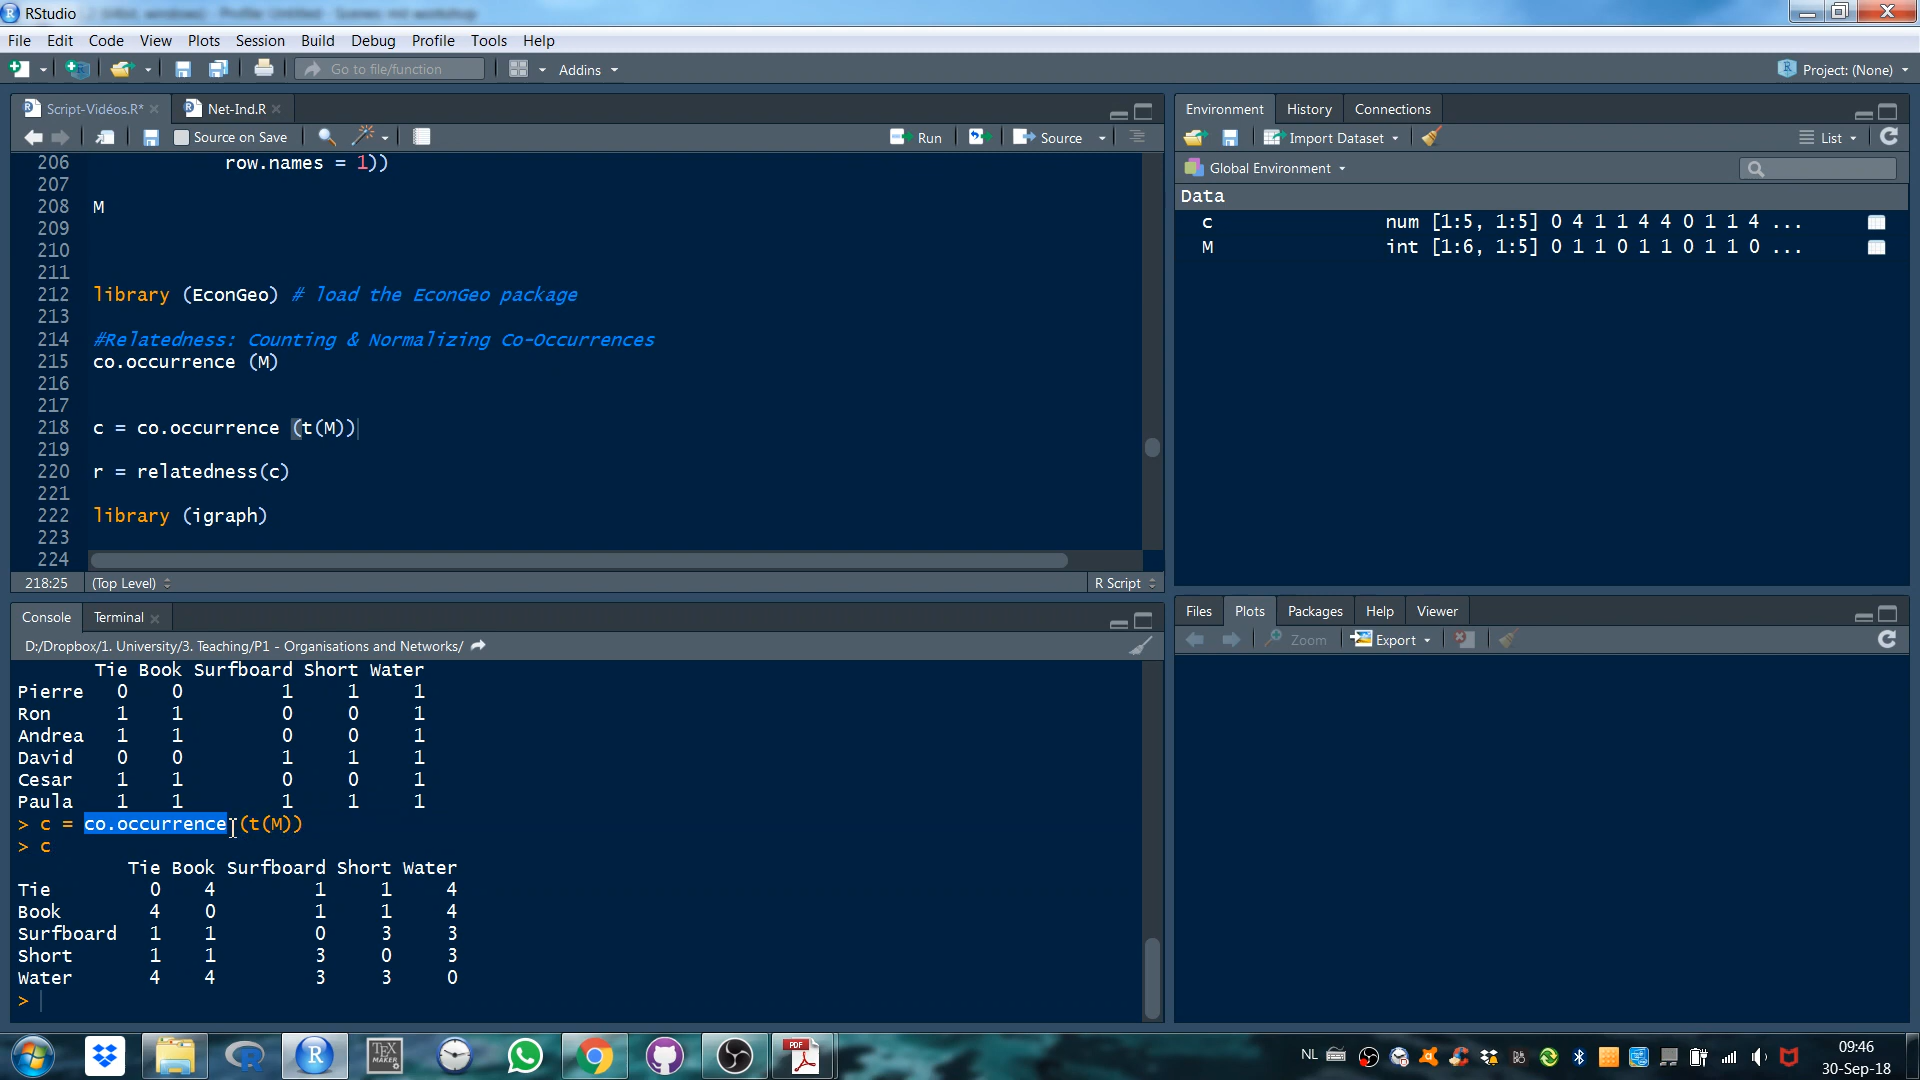 RStudio
File Edit Code View Plots Session Build Debug Profile Tools Help
Go to file/function Addins Project: (None)
Script-Vidéos.R* Net-Ind.R
Source on Save Run Source
206 row.names = 1))
207
208 M
209
210
211
212 library (EconGeo) # load the EconGeo package
213
214 #Relatedness: Counting & Normalizing Co-Occurrences
215 co.occurrence (M)
216
217
218 c = co.occurrence (t(M))
219
220 r = relatedness(c)
221
222 library (igraph)
223
224
218:25 (Top Level) R Script
Console Terminal
D:/Dropbox/1. University/3. Teaching/P1 - Organisations and Networks/
Tie Book Surfboard Short Water
Pierre 0 0 1 1 1
Ron 1 1 0 0 1
Andrea 1 1 0 0 1
David 0 0 1 1 1
Cesar 1 1 0 0 1
Paula 1 1 1 1 1
> c = co.occurrence (t(M))
> c
Tie Book Surfboard Short Water
Tie 0 4 1 1 4
Book 4 0 1 1 4
Surfboard 1 1 0 3 3
Short 1 1 3 0 3
Water 4 4 3 3 0
>
Environment History Connections
Import Dataset List
Global Environment
Data
c num [1:5, 1:5] 0 4 1 1 4 4 0 1 1 4 ...
M int [1:6, 1:5] 0 1 1 0 1 1 0 1 1 0 ...
Files Plots Packages Help Viewer
Zoom Export
NL 09:46
30-Sep-18